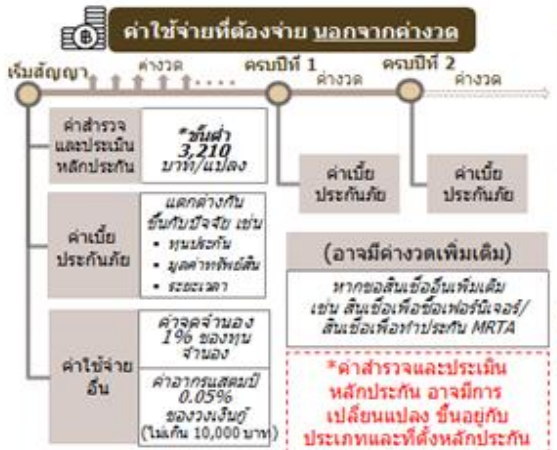 ค่าใช้จ่ายที่ต้องจ่าย นอกจากค่างวด
เริ่มสัญญา
ค่างวด
ครบปีที่ 1
ค่างวด
ครบปีที่ 2
ค่างวด
ค่าสำรวจ
และประเมิน
หลักประกัน
*ขั้นต่ำ
3,210
บาท/แปลง
ค่าเบี้ย
ประกันภัย
แตกต่างกัน
ขึ้นกับปัจจัย เช่น
• ทุนประกัน
• มูลค่าทรัพย์สิน
• ระยะเวลา
ค่าใช้จ่าย
อื่น
ค่าจดจำนอง
1% ของทุน
จำนอง
ค่าอากรแสตมป์
0.05%
ของวงเงินกู้
(ไม่เกิน 10,000 บาท)
ค่าเบี้ย
ประกันภัย
ค่าเบี้ย
ประกันภัย
(อาจมีค่างวดเพิ่มเติม)
หากขอสินเชื่ออื่นเพิ่มเติม
เช่น สินเชื่อเพื่อซื้อเฟอร์นิเจอร์/
สินเชื่อเพื่อทำประกัน MRTA
*ค่าสำรวจและประเมิน
หลักประกัน อาจมีการ
เปลี่ยนแปลง ขึ้นอยู่กับ
ประเภทและที่ตั้งหลักประกัน